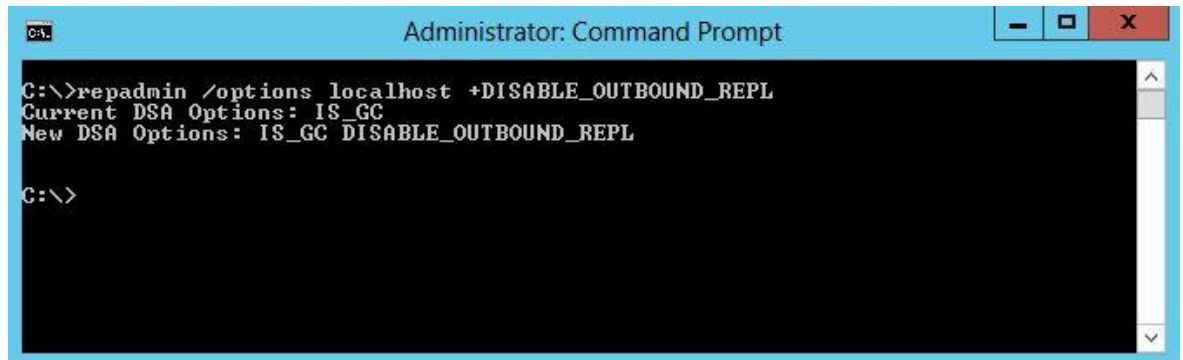 Administrator: Command Prompt
C:\>repadmin /options localhost +DISABLE_OUTBOUND_REPL
Current DSA Options: IS_GC
New DSA Options: IS_GC DISABLE_OUTBOUND_REPL
C:\>